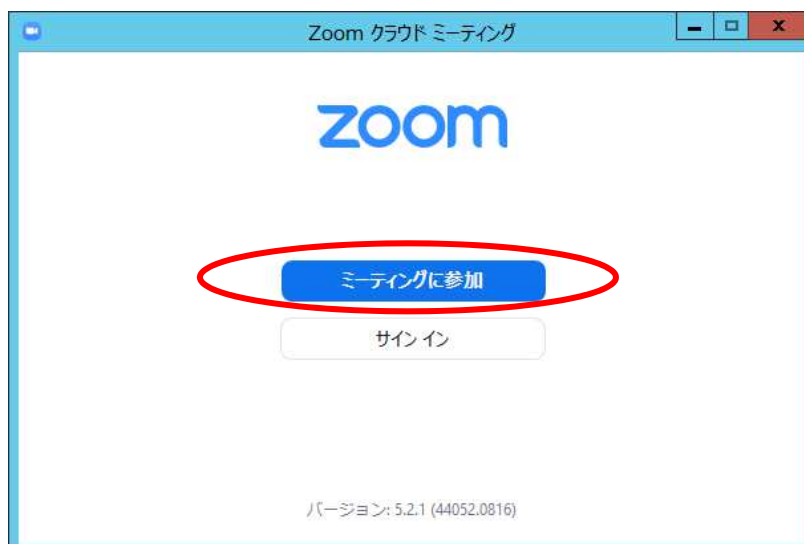 Zoom クラウド ミーティング
zoom
ミーティングに参加
サイン イン
バージョン: 5.2.1 (44052.0816)